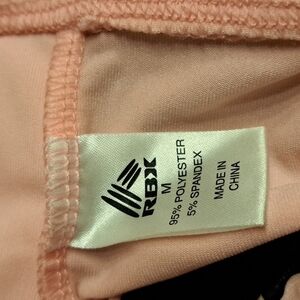 RBX
M
95% POLYESTER
5% SPANDEX
MADE IN
CHINA